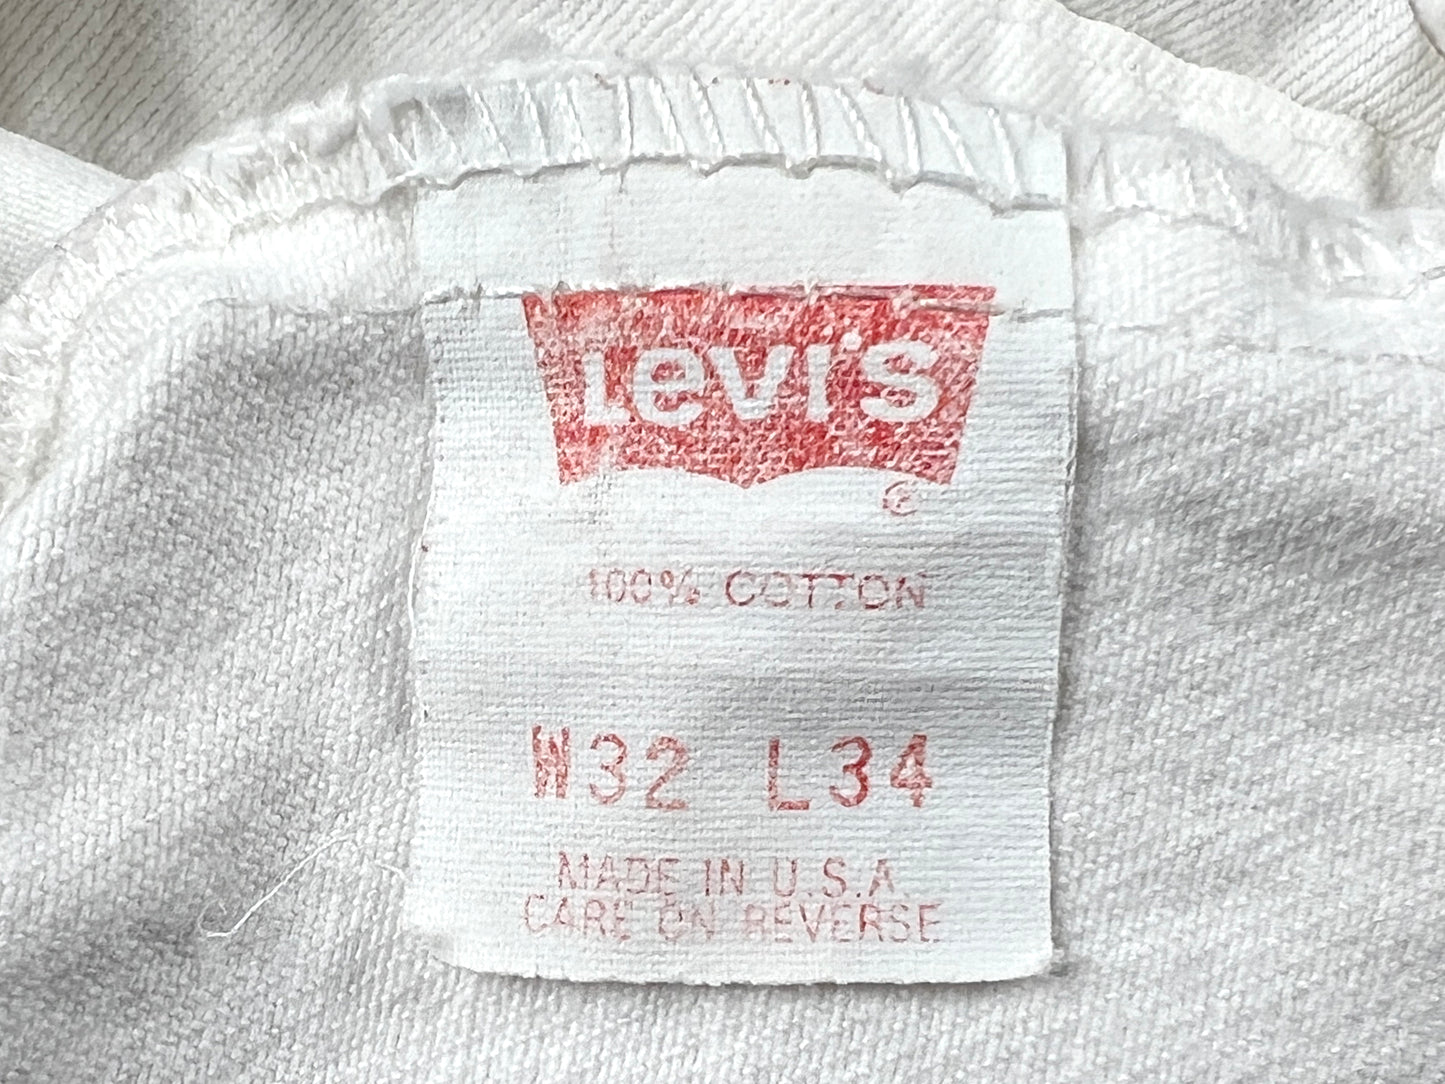 Levi's
®
100% COTTON
W32 L34
MADE IN U.S.A
CARE ON REVERSE